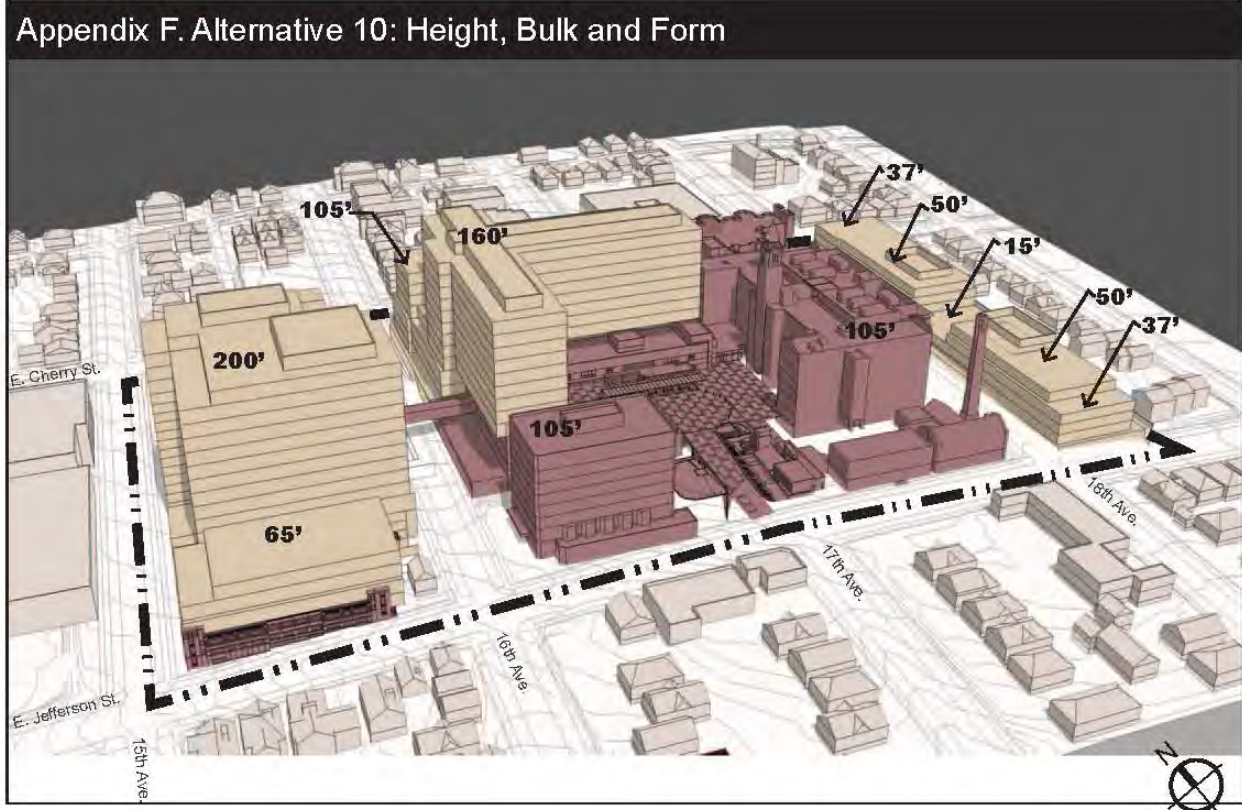 Appendix F. Alternative 10: Height, Bulk and Form
37'
50'
105'
160'
15'
50'
37'
105'
200'
E. Cherry St.
105'
65'
18th Ave.
17th Ave.
16th Ave.
E. Jefferson St.
15th Ave.
N